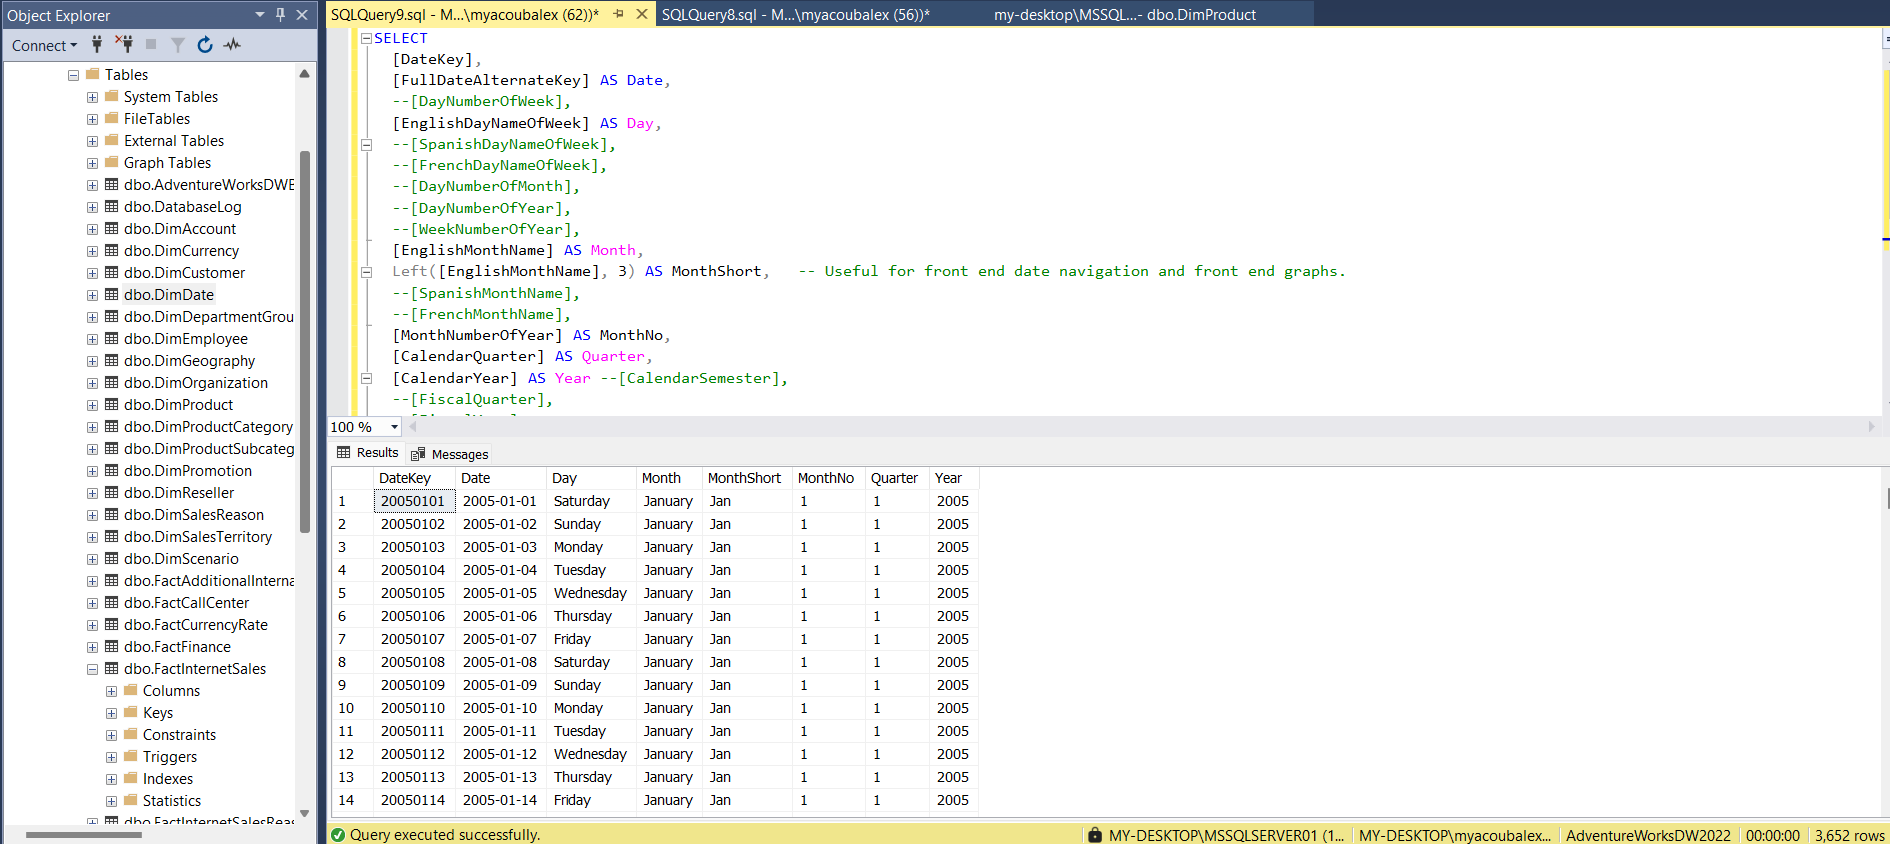 Object Explorer
Connect
Tables
System Tables
FileTables
External Tables
Graph Tables
dbo.AdventureWorksDWB
dbo.DatabaseLog
dbo.DimAccount
dbo.DimCurrency
dbo.DimCustomer
dbo.DimDate
dbo.DimDepartmentGrou
dbo.DimEmployee
dbo.DimGeography
dbo.DimOrganization
dbo.DimProduct
dbo.DimProductCategory
dbo.DimProductSubcateg
dbo.DimPromotion
dbo.DimReseller
dbo.DimSalesReason
dbo.DimSalesTerritory
dbo.DimScenario
dbo.FactAdditionalInterna
dbo.FactCallCenter
dbo.FactCurrencyRate
dbo.FactFinance
dbo.FactInternetSales
Columns
Keys
Constraints
Triggers
Indexes
Statistics
dbo.FactInternetSalesReas
SQLQuery9.sql - M...\myacoubalex (62))* SQLQuery8.sql - M...\myacoubalex (56))* my-desktop\MSSQL...- dbo.DimProduct
SELECT
[DateKey],
[FullDateAlternateKey] AS Date,
--[DayNumberOfWeek],
[EnglishDayNameOfWeek] AS Day,
--[SpanishDayNameOfWeek],
--[FrenchDayNameOfWeek],
--[DayNumberOfMonth],
--[DayNumberOfYear],
--[WeekNumberOfYear],
[EnglishMonthName] AS Month,
Left([EnglishMonthName], 3) AS MonthShort,   -- Useful for front end date navigation and front end graphs.
--[SpanishMonthName],
--[FrenchMonthName],
[MonthNumberOfYear] AS MonthNo,
[CalendarQuarter] AS Quarter,
[CalendarYear] AS Year --[CalendarSemester],
--[FiscalQuarter],
100 %
Results Messages
DateKey Date Day Month MonthShort MonthNo Quarter Year
1 20050101 2005-01-01 Saturday January Jan 1 1 2005
2 20050102 2005-01-02 Sunday January Jan 1 1 2005
3 20050103 2005-01-03 Monday January Jan 1 1 2005
4 20050104 2005-01-04 Tuesday January Jan 1 1 2005
5 20050105 2005-01-05 Wednesday January Jan 1 1 2005
6 20050106 2005-01-06 Thursday January Jan 1 1 2005
7 20050107 2005-01-07 Friday January Jan 1 1 2005
8 20050108 2005-01-08 Saturday January Jan 1 1 2005
9 20050109 2005-01-09 Sunday January Jan 1 1 2005
10 20050110 2005-01-10 Monday January Jan 1 1 2005
11 20050111 2005-01-11 Tuesday January Jan 1 1 2005
12 20050112 2005-01-12 Wednesday January Jan 1 1 2005
13 20050113 2005-01-13 Thursday January Jan 1 1 2005
14 20050114 2005-01-14 Friday January Jan 1 1 2005
Query executed successfully. MY-DESKTOP\MSSQLSERVER01 (1... MY-DESKTOP\myacoubalex... AdventureWorksDW2022 00:00:00 3,652 rows